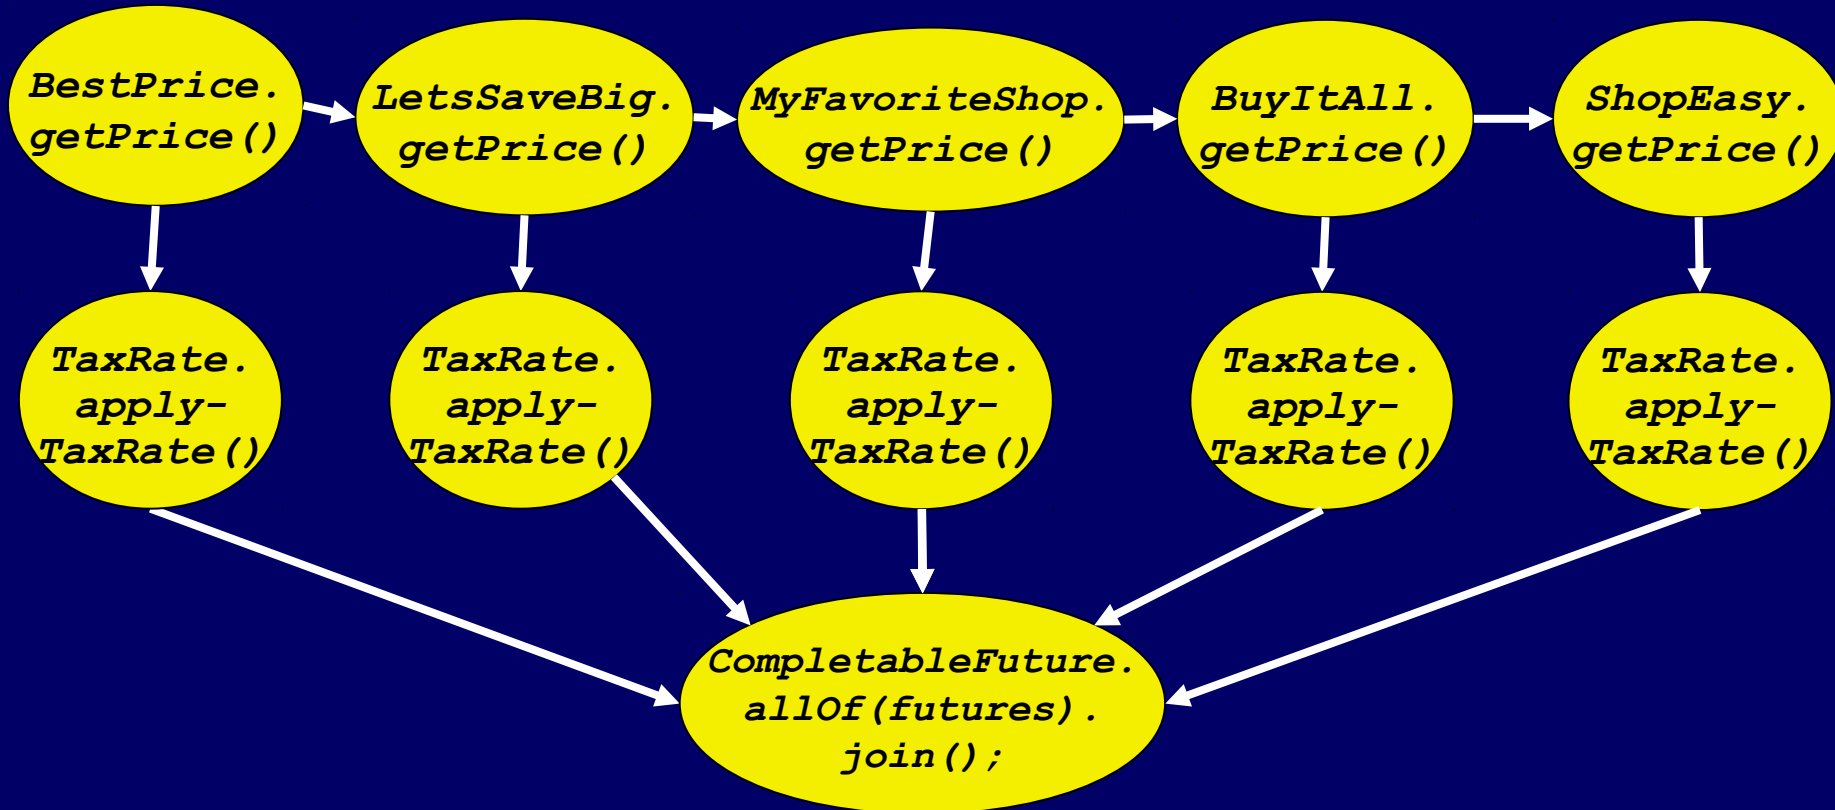 BestPrice.
getPrice()
LetsSaveBig.
getPrice()
MyFavoriteShop.
getPrice()
BuyItAll.
getPrice()
ShopEasy.
getPrice()
TaxRate.
apply-
TaxRate()
TaxRate.
apply-
TaxRate()
TaxRate.
apply-
TaxRate()
TaxRate.
apply-
TaxRate()
TaxRate.
apply-
TaxRate()
CompletableFuture.
allOf(futures).
join();